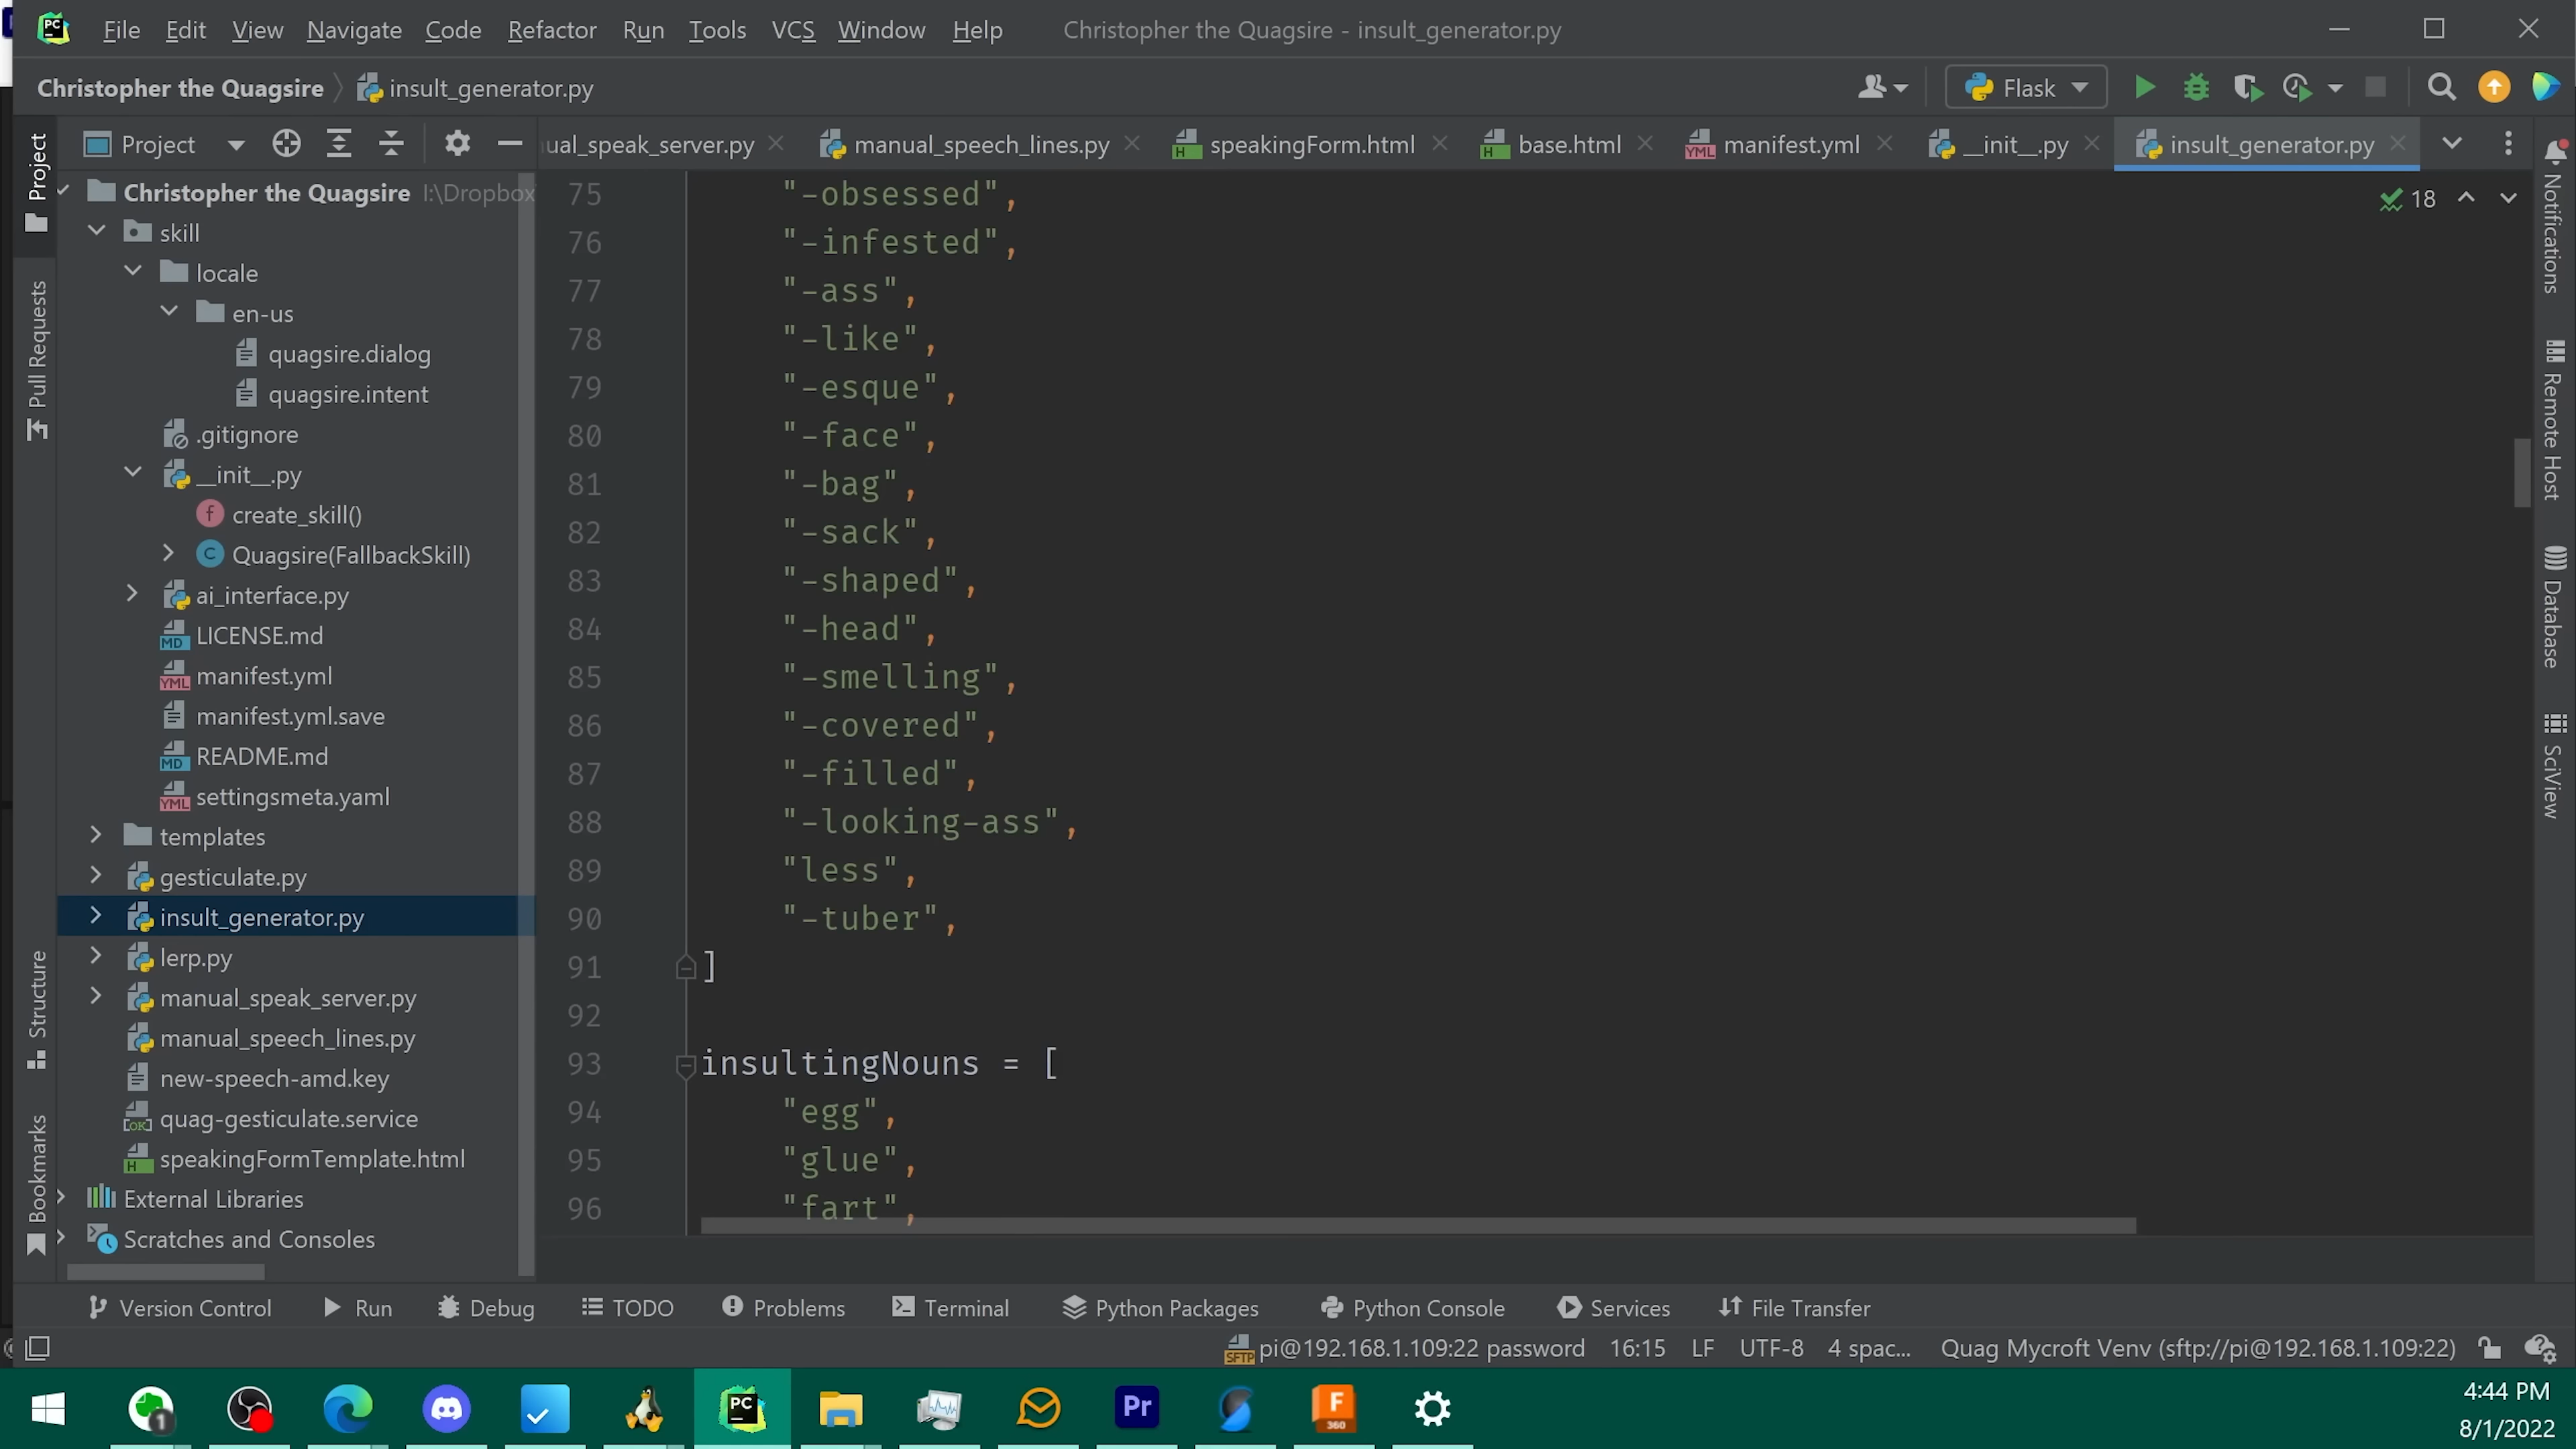 File Edit View Navigate Code Refactor Run Tools VCS Window Help Christopher the Quagsire - insult_generator.py
Christopher the Quagsire insult_generator.py Flask
Project
ual_speak_server.py manual_speech_lines.py speakingForm.html base.html manifest.yml __init__.py insult_generator.py
Project
Pull Requests
Structure
Bookmarks
Christopher the Quagsire I:\Dropbox
skill
locale
en-us
quagsire.dialog
quagsire.intent
.gitignore
__init__.py
create_skill()
Quagsire(FallbackSkill)
ai_interface.py
LICENSE.md
manifest.yml
manifest.yml.save
README.md
settingsmeta.yaml
templates
gesticulate.py
insult_generator.py
lerp.py
manual_speak_server.py
manual_speech_lines.py
new-speech-amd.key
quag-gesticulate.service
speakingFormTemplate.html
External Libraries
Scratches and Consoles
75 "-obsessed",
76 "-infested",
77 "-ass",
78 "-like",
79 "-esque",
80 "-face",
81 "-bag",
82 "-sack",
83 "-shaped",
84 "-head",
85 "-smelling",
86 "-covered",
87 "-filled",
88 "-looking-ass",
89 "less",
90 "-tuber",
91 ]
92
93 insultingNouns = [
94 "egg",
95 "glue",
96 "fart",
18
Notifications
Remote Host
Database
SciView
Version Control Run Debug TODO Problems Terminal Python Packages Python Console Services File Transfer
pi@192.168.1.109:22 password 16:15 LF UTF-8 4 spac... Quag Mycroft Venv (sftp://pi@192.168.1.109:22)
4:44 PM
8/1/2022